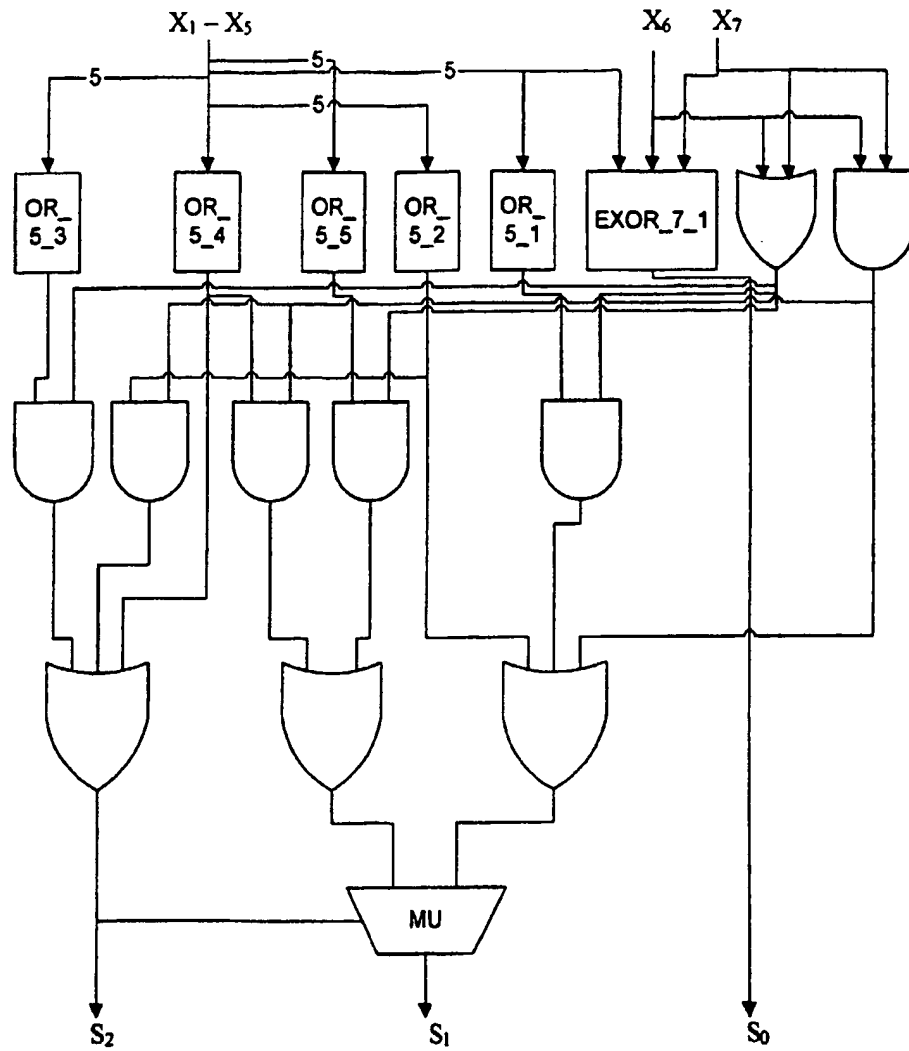 X₁ – X₅
X₆
X₇
5
5
5
5
OR_
5_3
OR_
5_4
OR_
5_5
OR_
5_2
OR_
5_1
EXOR_7_1
MU
S₂
S₁
S₀